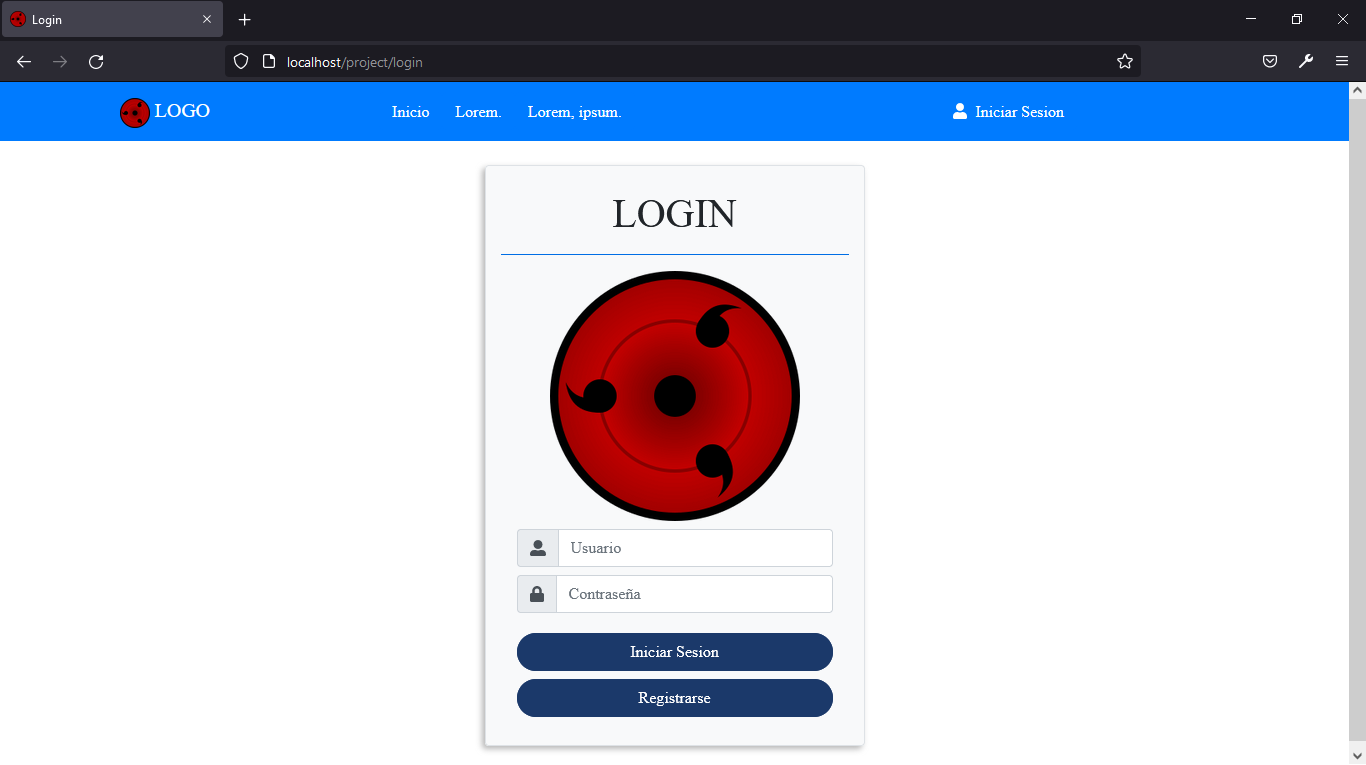 Login
localhost/project/login
LOGO Inicio Lorem. Lorem, ipsum. Iniciar Sesion
LOGIN
Usuario
Contraseña
Iniciar Sesion
Registrarse